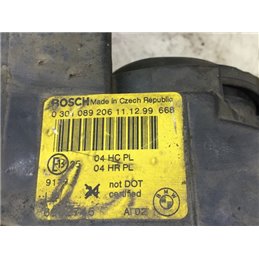 BOSCH Made in Czech Republic
0 301 089 206 11.12.99 668
04 HC PL
04 HR PL
not DOT
certified
A 02